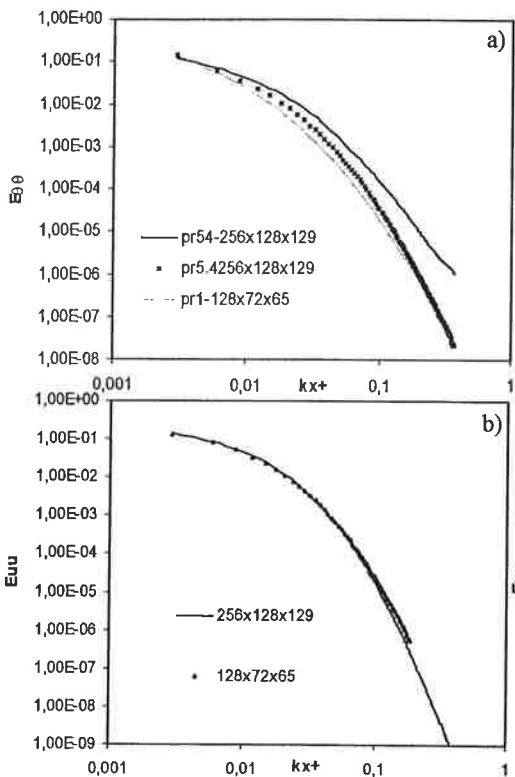 1,00E+00
a)
1,00E-01
1,00E-02
1,00E-03
1,00E-04
1,00E-05
1,00E-06
1,00E-07
1,00E-08
Eθθ
pr54-256x128x129
pr5.4256x128x129
pr1-128x72x65
0,001
0,01
kx+
0,1
1
1,00E+00
b)
1,00E-01
1,00E-02
1,00E-03
1,00E-04
1,00E-05
1,00E-06
1,00E-07
1,00E-08
1,00E-09
Euu
256x128x129
128x72x65
0,001
0,01
kx+
0,1
1